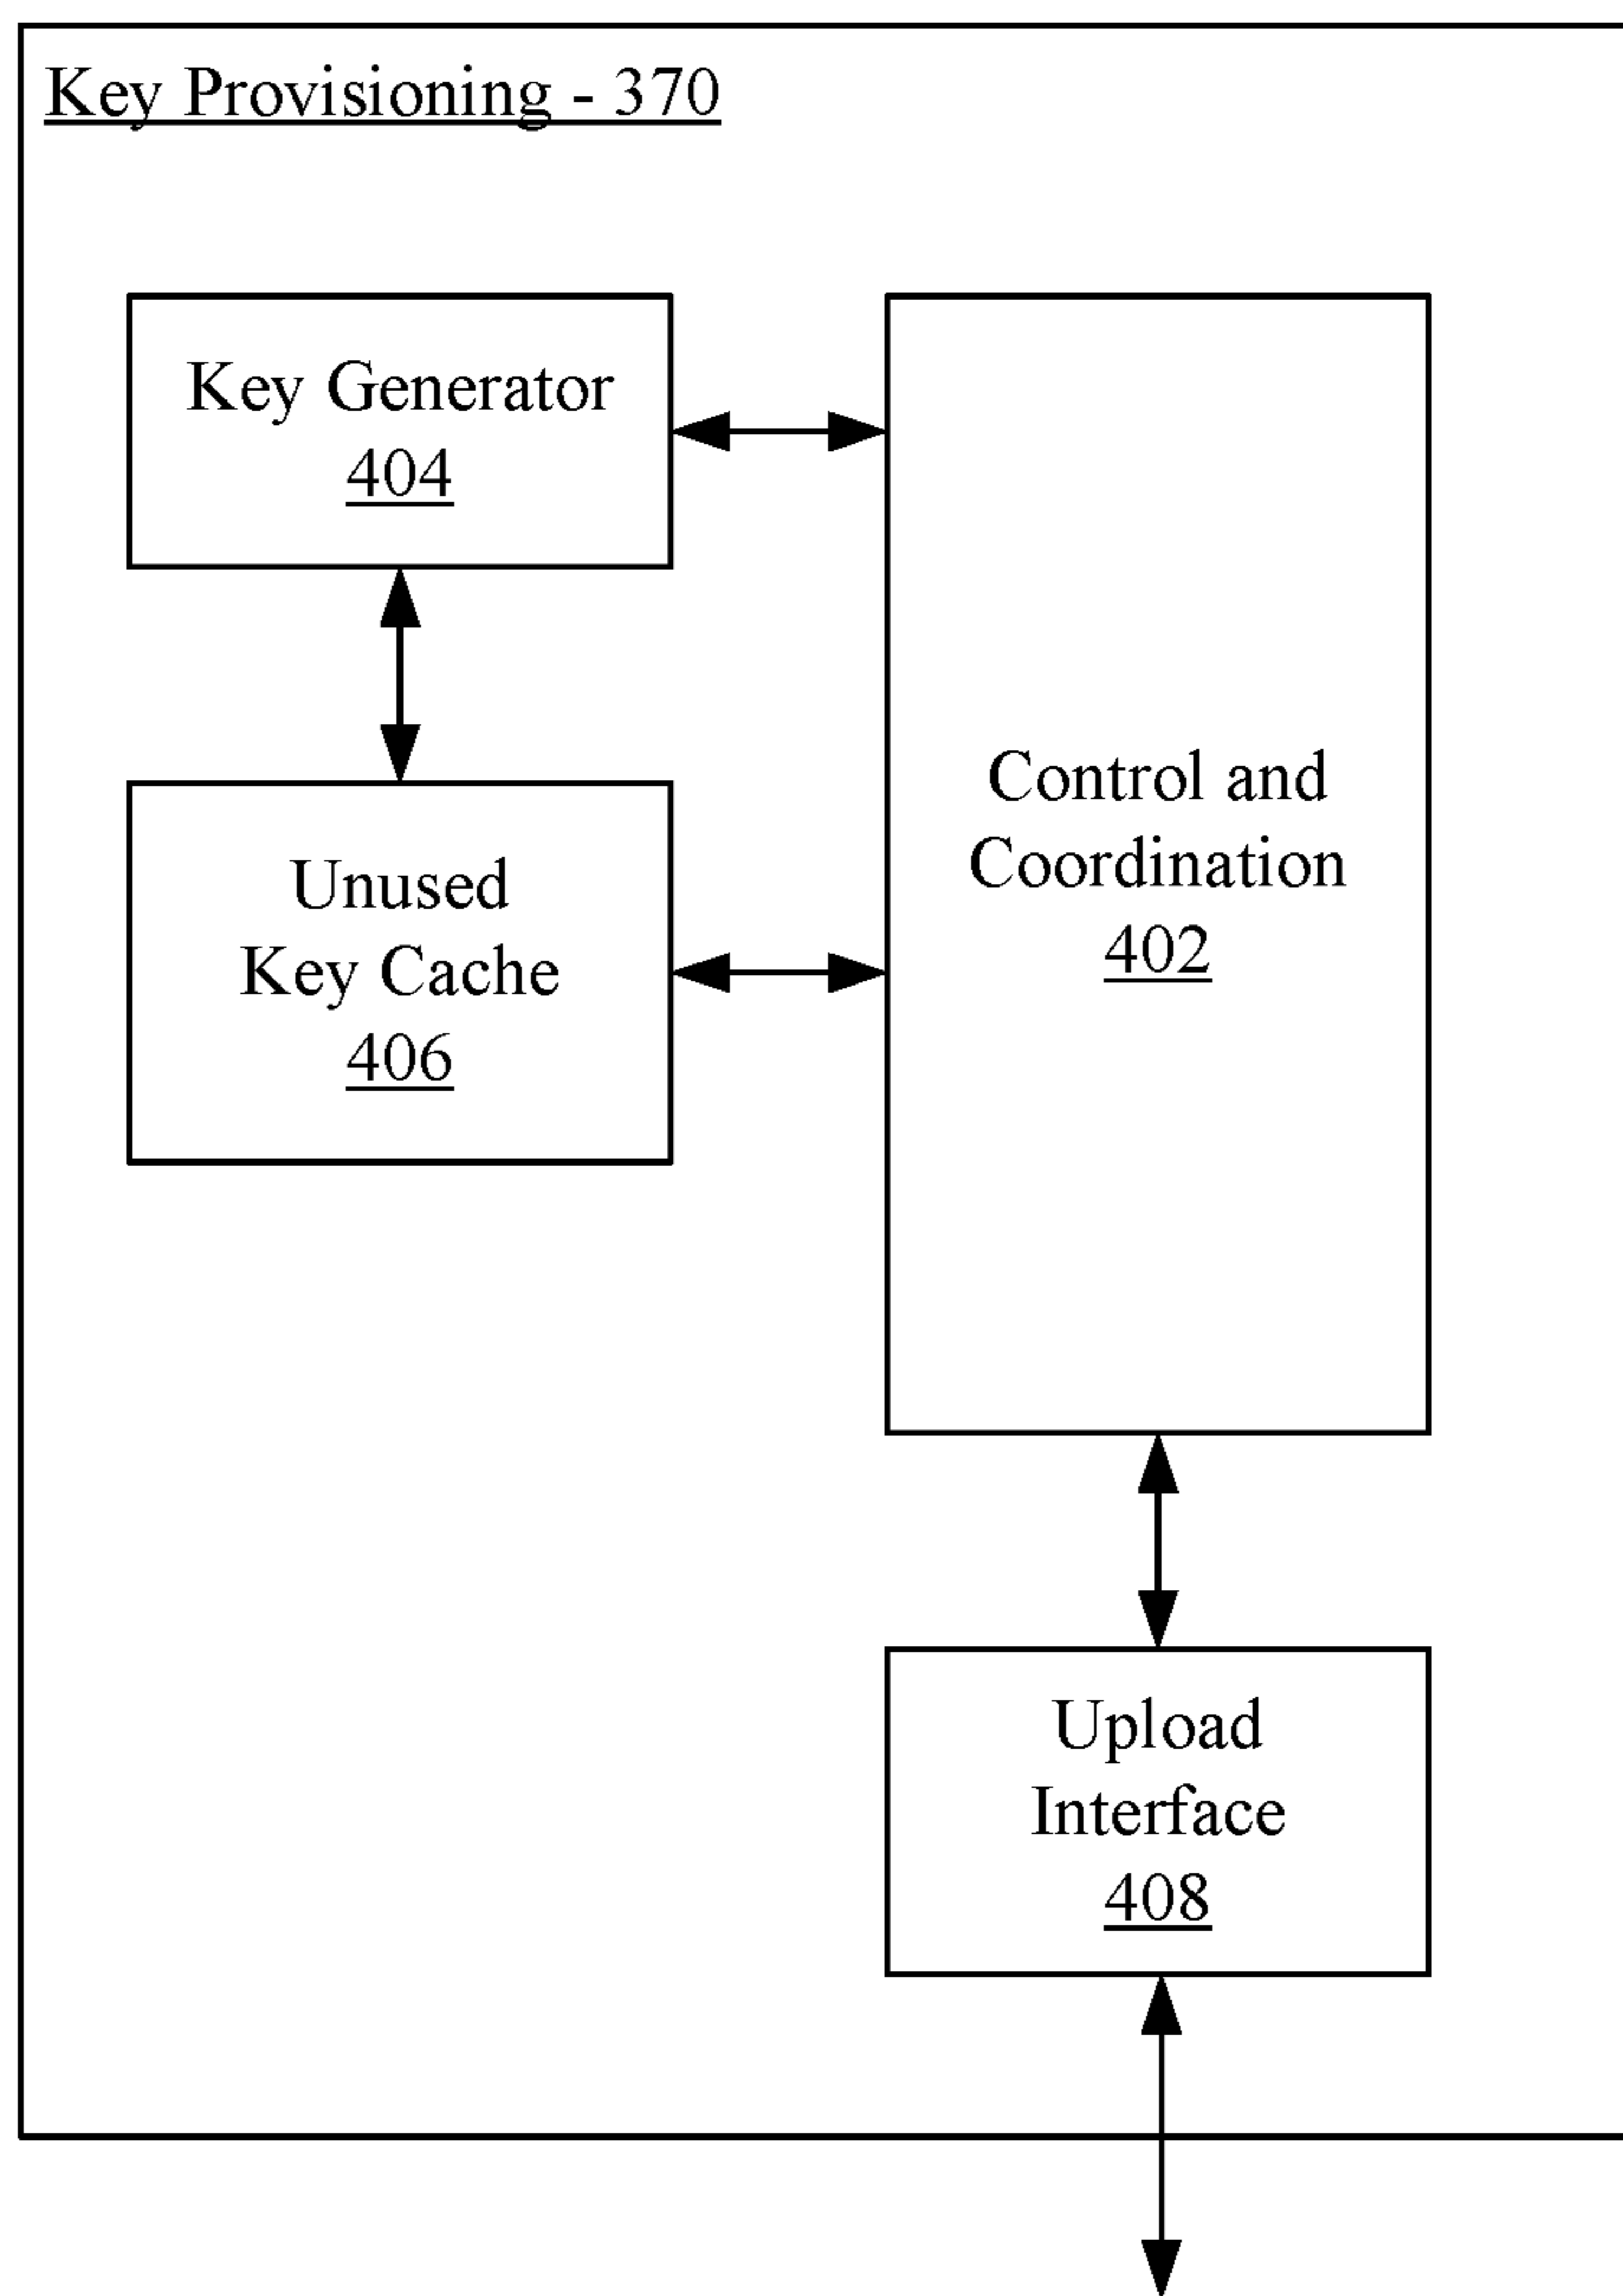 Key Provisioning - 370
Key Generator
404
Unused
Key Cache
406
Control and
Coordination
402
Upload
Interface
408